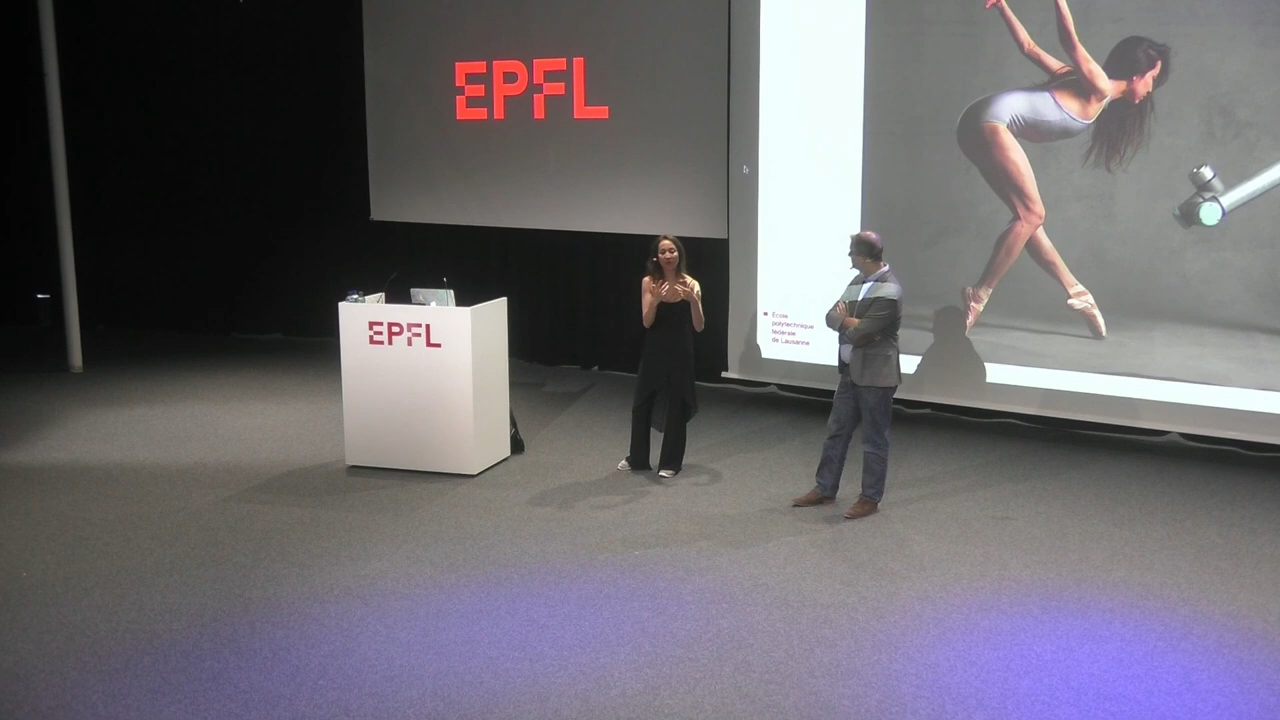 EPFL
EPFL
École
polytechnique
fédérale
de Lausanne